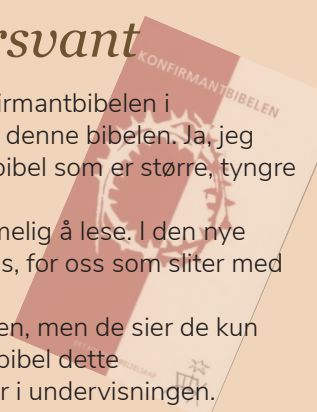 rsvant
KONFIRMANTBIBELEN
firmantbibelen i
denne bibelen. Ja, jeg
bibel som er større, tyngre
melig å lese. I den nye
s, for oss som sliter med
en, men de sier de kun
bibel dette
r i undervisningen.